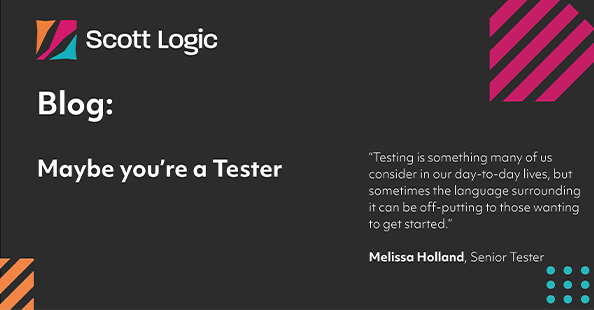 Scott Logic
Blog:
Maybe you’re a Tester
“Testing is something many of us
consider in our day-to-day lives, but
sometimes the language surrounding
it can be off-putting to those wanting
to get started.”
Melissa Holland, Senior Tester